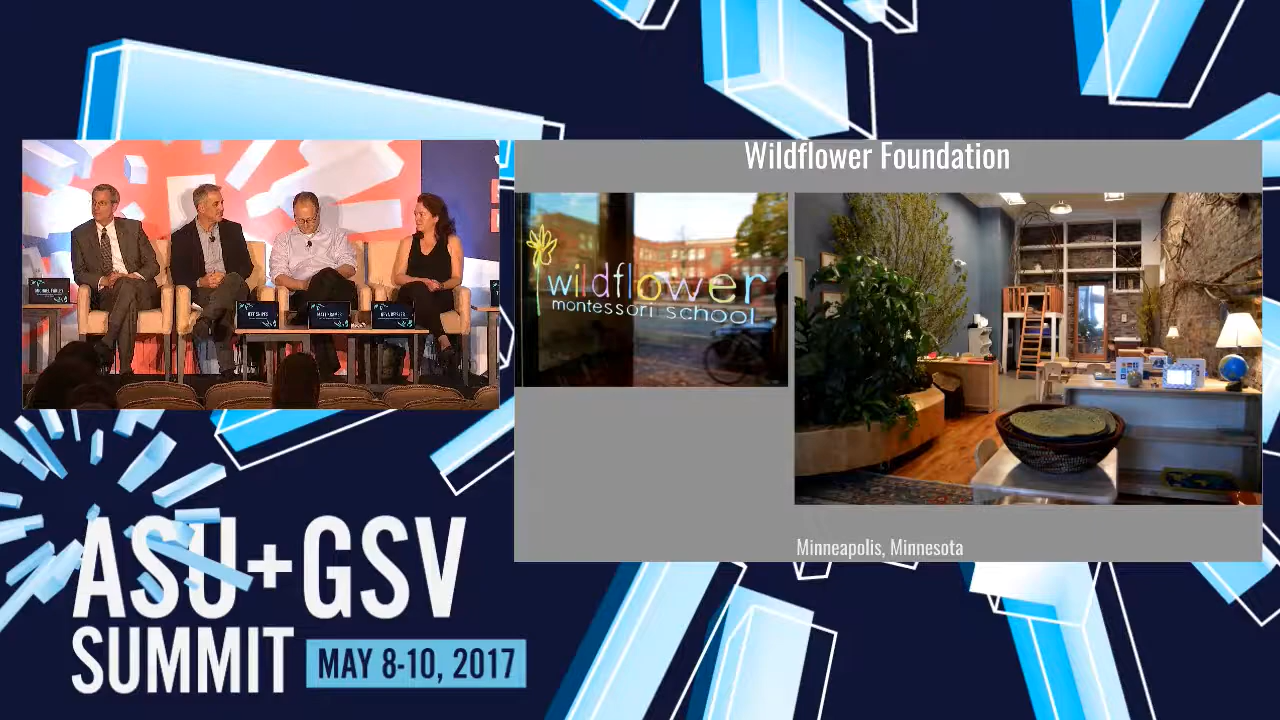 Wildflower Foundation
wildflower
montessori school
Minneapolis, Minnesota
ASU+GSV
SUMMIT
MAY 8-10, 2017